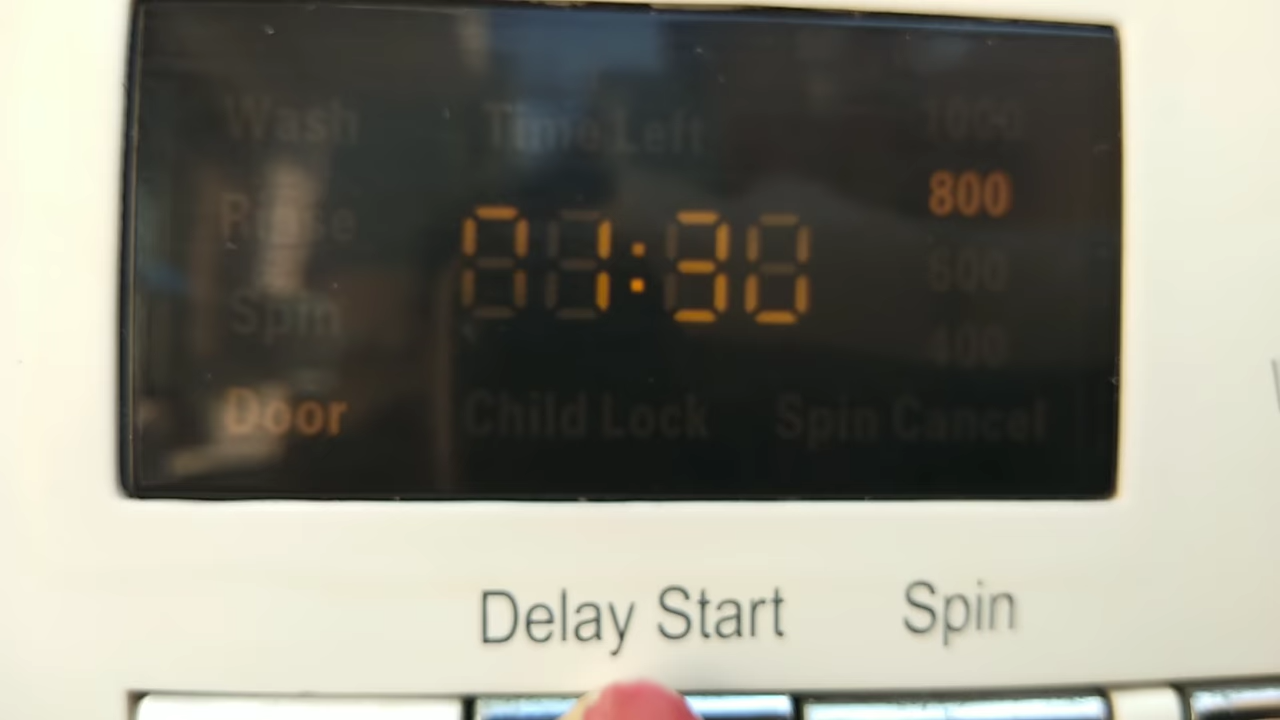 Wash Time Left 1000
Rinse 01:30 800
Spin 600
400
Door Child Lock Spin Cancel
Delay Start Spin